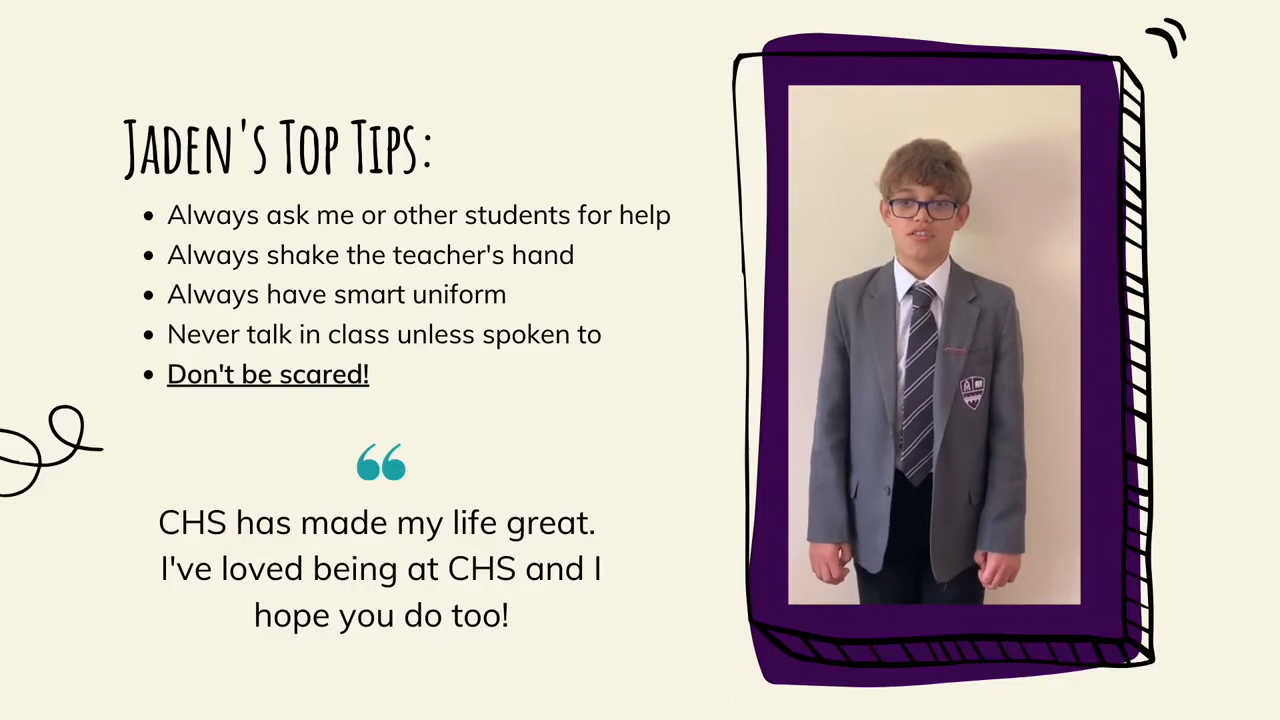 Jaden's Top Tips:
Always ask me or other students for help
Always shake the teacher's hand
Always have smart uniform
Never talk in class unless spoken to
Don't be scared!
“
CHS has made my life great.
I've loved being at CHS and I
hope you do too!